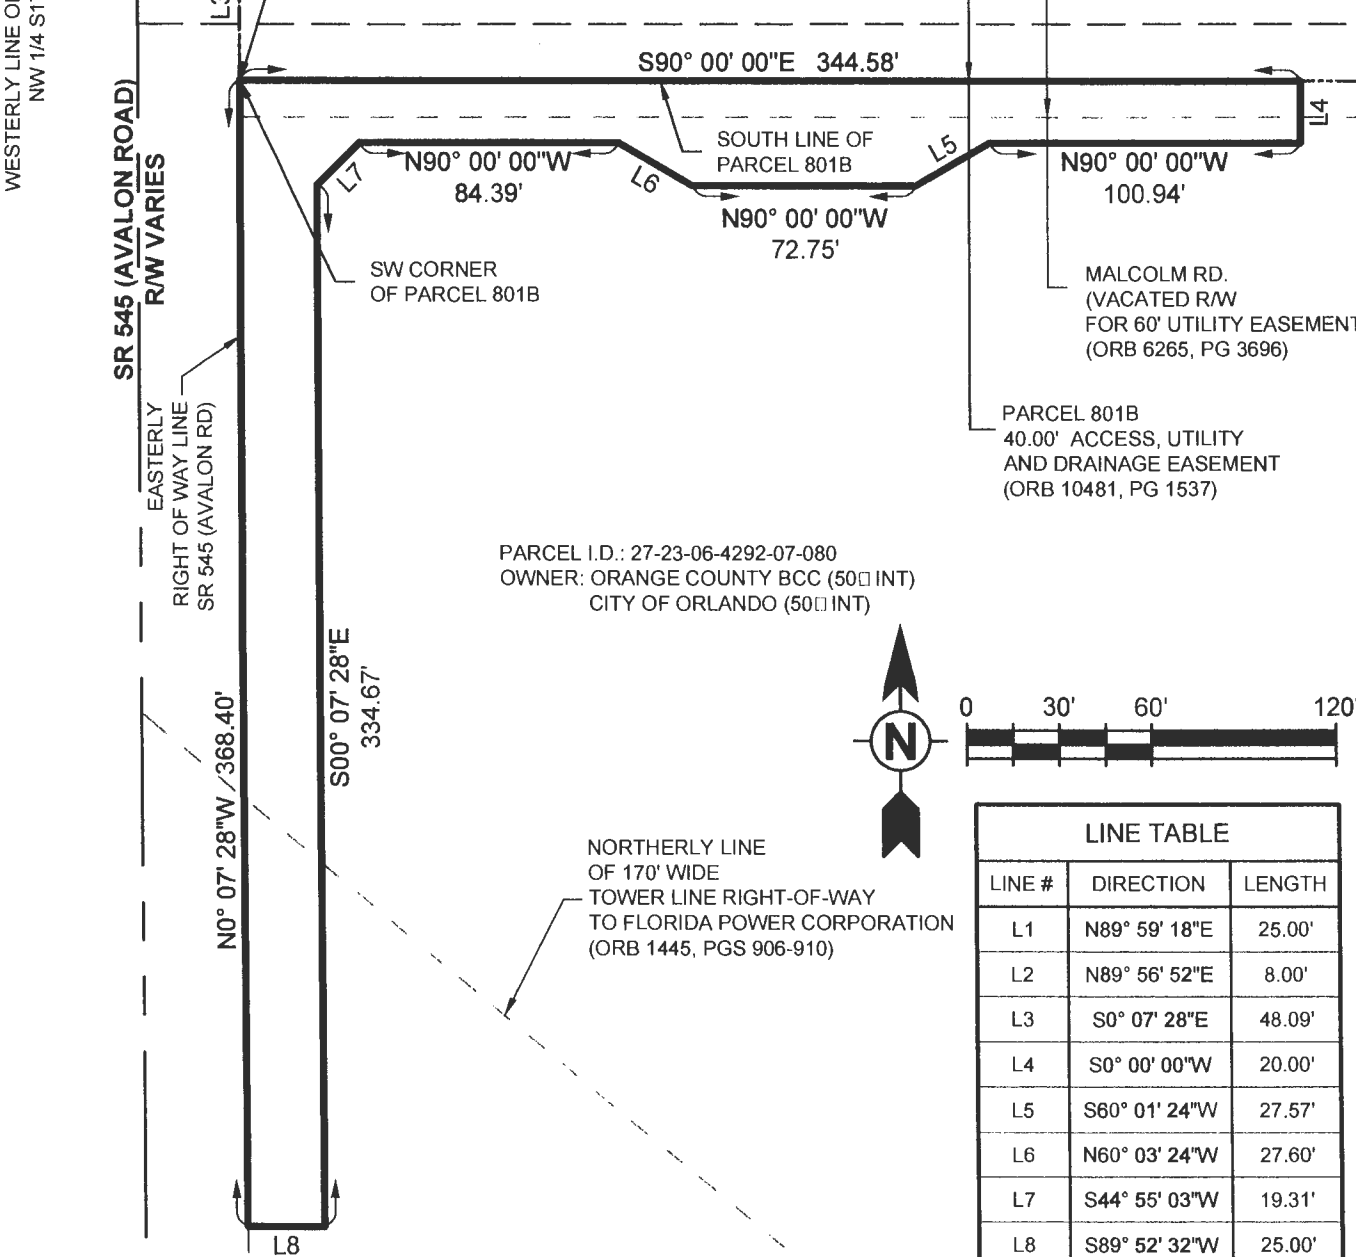 WESTERLY LINE OF
NW 1/4
L3
S90° 00' 00"E 344.58'
L4
SOUTH LINE OF
PARCEL 801B
L5
L6
L7
N90° 00' 00"W
84.39'
N90° 00' 00"W
72.75'
N90° 00' 00"W
100.94'
SR 545 (AVALON ROAD)
R/W VARIES
SW CORNER
OF PARCEL 801B
MALCOLM RD.
(VACATED R/W
FOR 60' UTILITY EASEMENT
(ORB 6265, PG 3696)
EASTERLY
RIGHT OF WAY LINE
SR 545 (AVALON RD)
PARCEL 801B
40.00' ACCESS, UTILITY
AND DRAINAGE EASEMENT
(ORB 10481, PG 1537)
PARCEL I.D.: 27-23-06-4292-07-080
OWNER: ORANGE COUNTY BCC (50□ INT)
CITY OF ORLANDO (50□ INT)
N0° 07' 28"W 368.40'
S00° 07' 28"E
334.67'
N
0 30' 60' 120'
NORTHERLY LINE
OF 170' WIDE
TOWER LINE RIGHT-OF-WAY
TO FLORIDA POWER CORPORATION
(ORB 1445, PGS 906-910)
LINE TABLE
LINE # DIRECTION LENGTH
L1 N89° 59' 18"E 25.00'
L2 N89° 56' 52"E 8.00'
L3 S0° 07' 28"E 48.09'
L4 S0° 00' 00"W 20.00'
L5 S60° 01' 24"W 27.57'
L6 N60° 03' 24"W 27.60'
L7 S44° 55' 03"W 19.31'
L8 S89° 52' 32"W 25.00'
L8